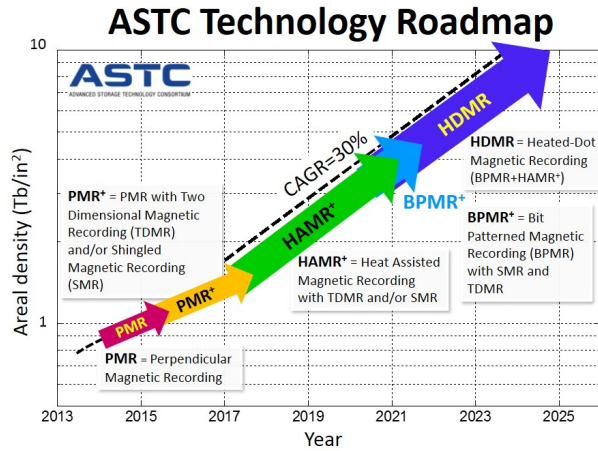 ASTC Technology Roadmap
10
ASTC
ADVANCED STORAGE TECHNOLOGY CONSORTIUM
CAGR=30%
HDMR
HDMR = Heated-Dot
Magnetic Recording
(BPMR+HAMR⁺)
BPMR⁺
BPMR⁺ = Bit
Patterned Magnetic
Recording (BPMR)
with SMR and
TDMR
PMR⁺ = PMR with Two
Dimensional Magnetic
Recording (TDMR)
and/or Shingled
Magnetic Recording
(SMR)
HAMR⁺
HAMR⁺ = Heat Assisted
Magnetic Recording
with TDMR and/or SMR
PMR⁺
PMR
PMR = Perpendicular
Magnetic Recording
Areal density (Tb/in²)
1
2013 2015 2017 2019 2021 2023 2025
Year